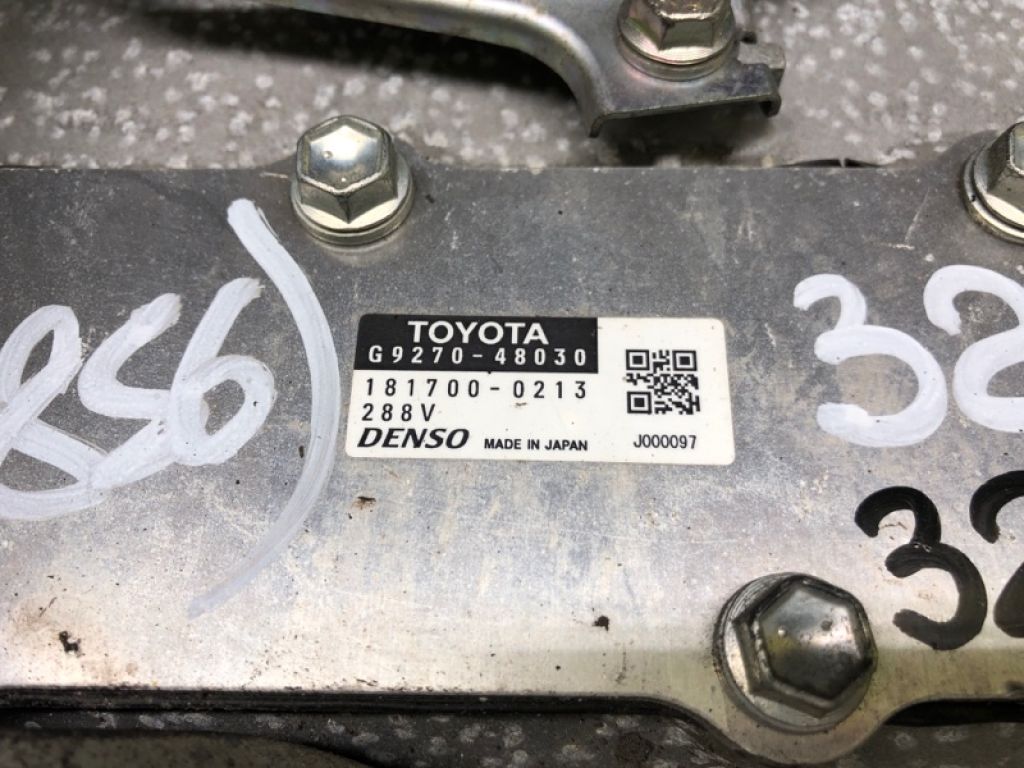 TOYOTA
G9270-48030
181700-0213
288V
DENSO MADE IN JAPAN J000097
856)
32
32